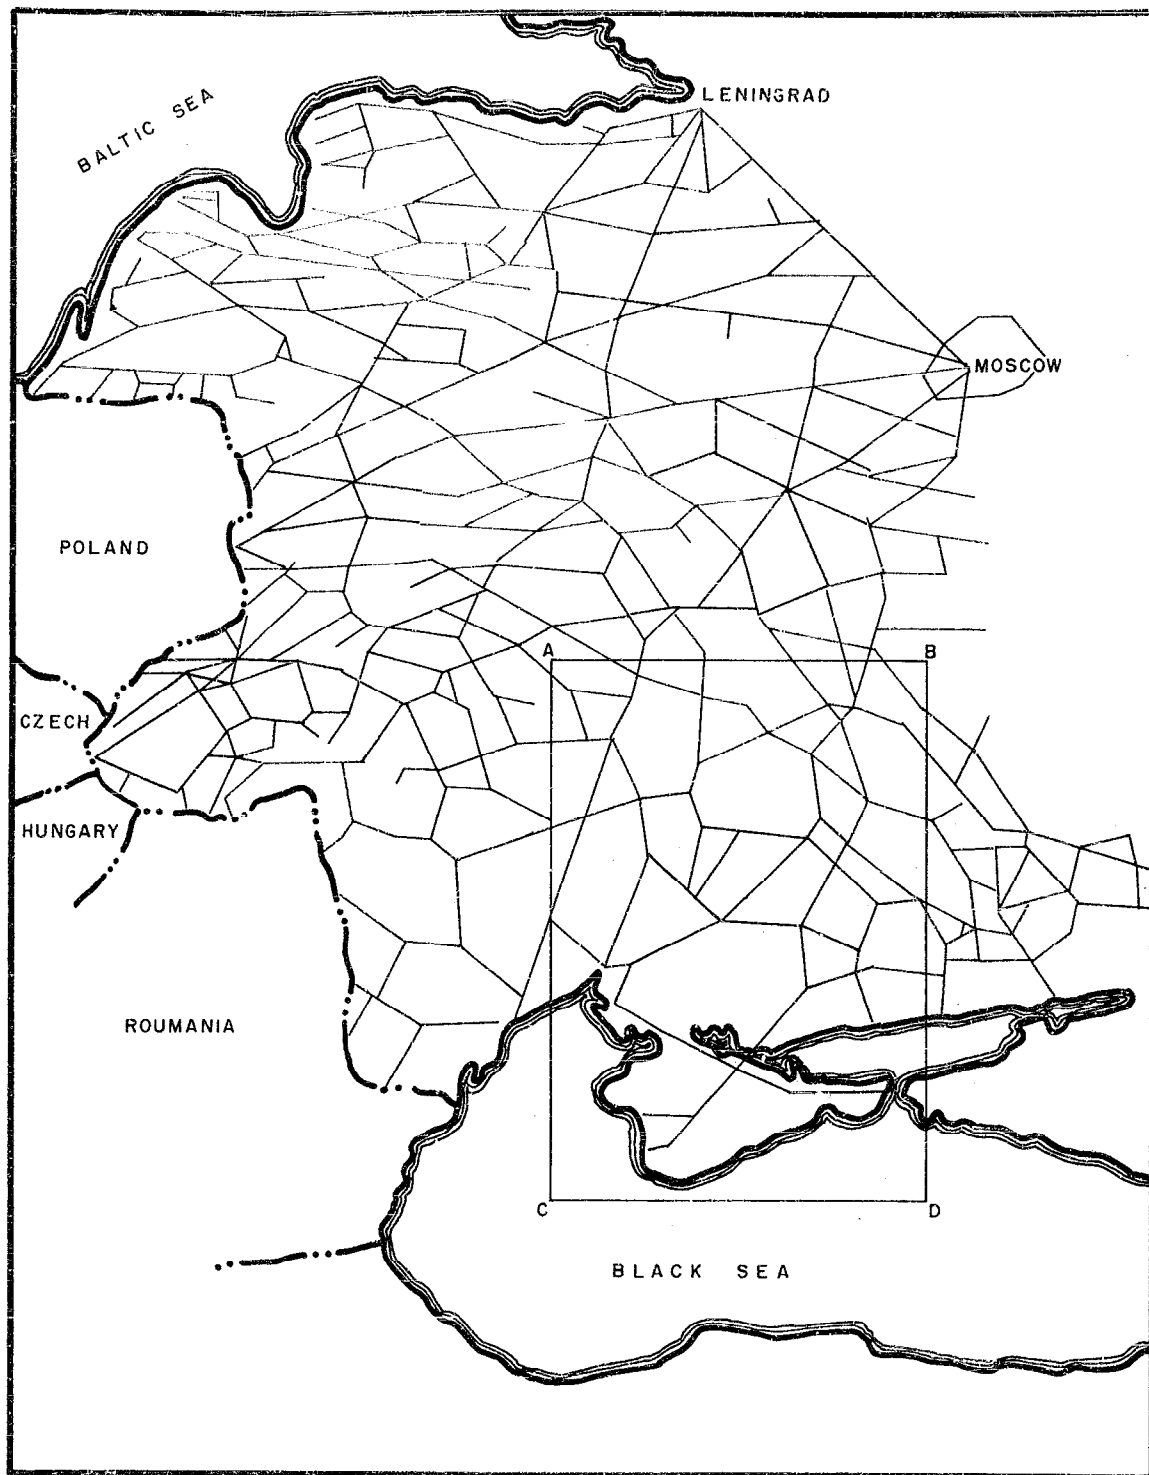 LENINGRAD
BALTIC SEA
MOSCOW
POLAND
A
B
CZECH
HUNGARY
ROUMANIA
C
D
BLACK SEA